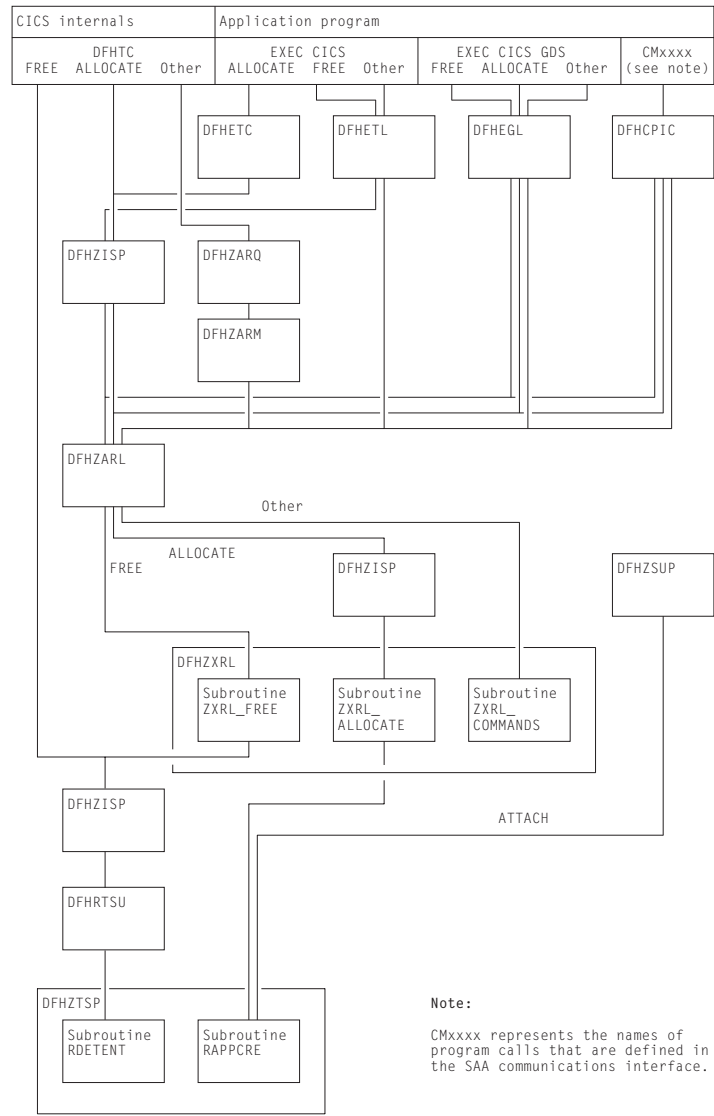 CICS internals
Application program
DFHTC
EXEC CICS
EXEC CICS GDS
CMxxxx
FREE ALLOCATE Other
ALLOCATE FREE Other
FREE ALLOCATE Other
(see note)
DFHETC
DFHETL
DFHEGL
DFHCPIC
DFHZISP
DFHZARQ
DFHZARM
DFHZARL
Other
ALLOCATE
FREE
DFHZISP
DFHZSUP
DFHZXRL
Subroutine
ZXRL_FREE
Subroutine
ZXRL_
ALLOCATE
Subroutine
ZXRL_
COMMANDS
DFHZISP
ATTACH
DFHRTSU
DFHZTSP
Subroutine
RDETENT
Subroutine
RAPPCRE
Note:
CMxxxx represents the names of
program calls that are defined in
the SAA communications interface.